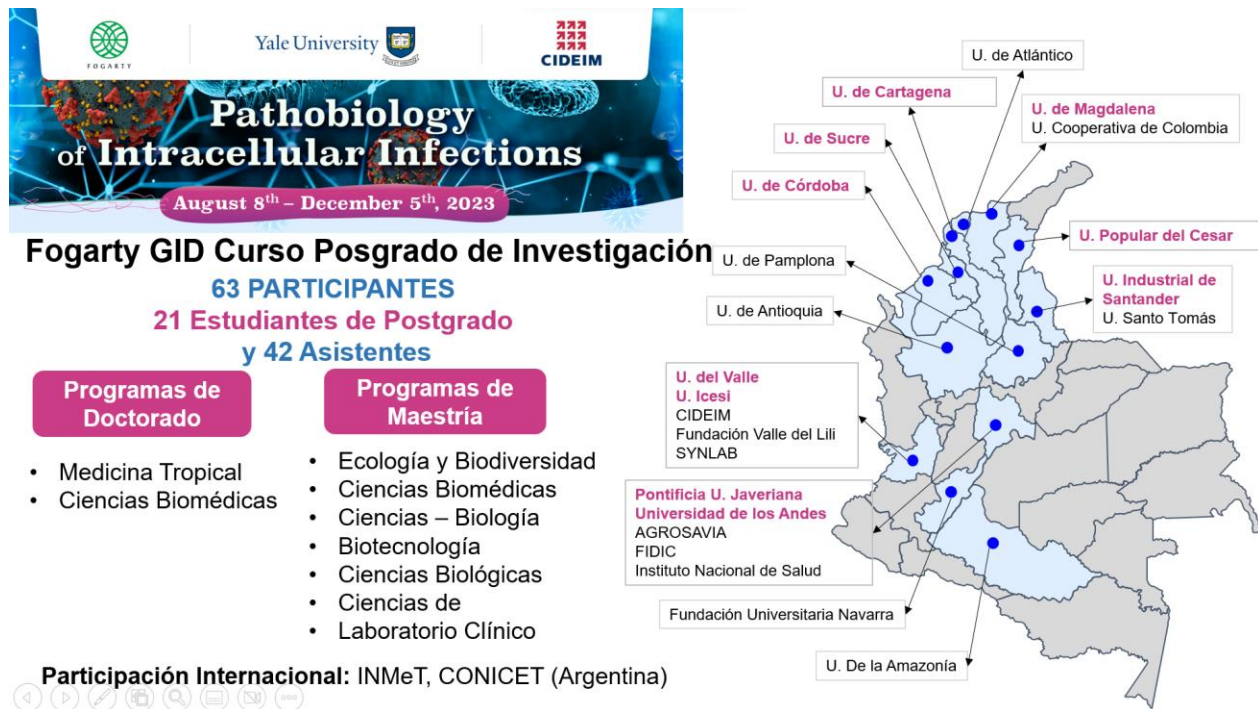 FOGARTY
Yale University
CIDEIM
Pathobiology
of Intracellular Infections
August 8th – December 5th, 2023
Fogarty GID Curso Posgrado de Investigación
63 PARTICIPANTES
21 Estudiantes de Postgrado
y 42 Asistentes
Programas de
Doctorado
• Medicina Tropical
• Ciencias Biomédicas
Programas de
Maestría
• Ecología y Biodiversidad
• Ciencias Biomédicas
• Ciencias – Biología
• Biotecnología
• Ciencias Biológicas
• Ciencias de
• Laboratorio Clínico
Participación Internacional: INMeT, CONICET (Argentina)
U. de Atlántico
U. de Cartagena
U. de Magdalena
U. Cooperativa de Colombia
U. de Sucre
U. de Córdoba
U. Popular del Cesar
U. de Pamplona
U. Industrial de
Santander
U. Santo Tomás
U. de Antioquia
U. del Valle
U. Icesi
CIDEIM
Fundación Valle del Lili
SYNLAB
Pontificia U. Javeriana
Universidad de los Andes
AGROSAVIA
FIDIC
Instituto Nacional de Salud
Fundación Universitaria Navarra
U. De la Amazonía